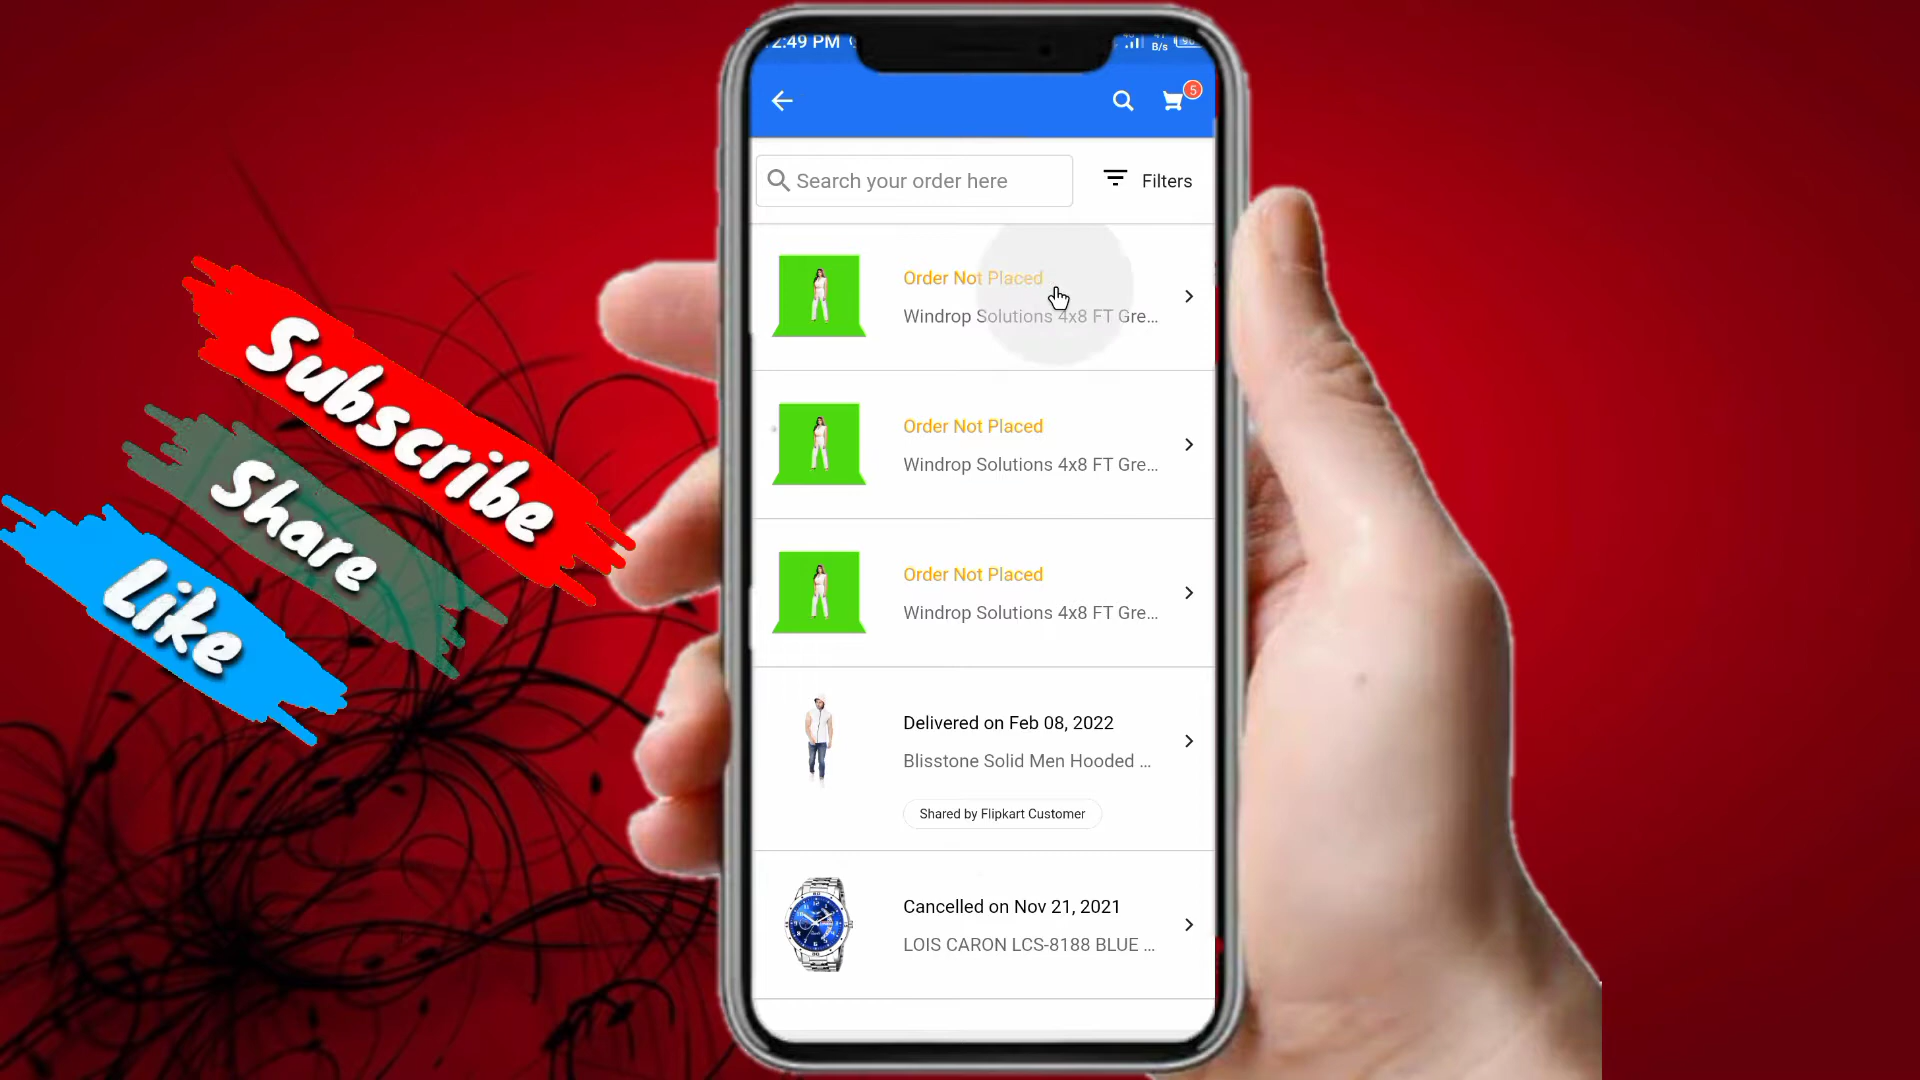 2:49 PM
B/s
5
Search your order here
Filters
Order Not Placed
Windrop Solutions 4x8 FT Gre...
Order Not Placed
Windrop Solutions 4x8 FT Gre...
Order Not Placed
Windrop Solutions 4x8 FT Gre...
Delivered on Feb 08, 2022
Blisstone Solid Men Hooded ...
Shared by Flipkart Customer
Cancelled on Nov 21, 2021
LOIS CARON LCS-8188 BLUE ...
Subscribe
Share
Like